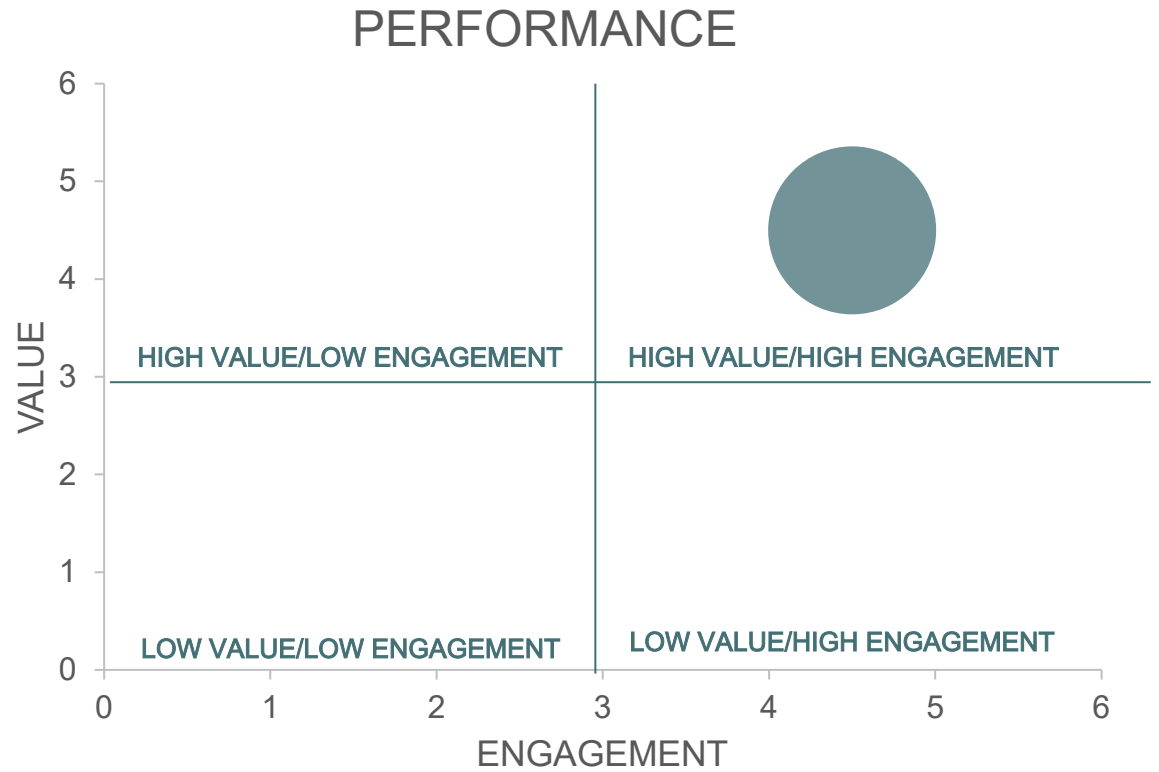 PERFORMANCE
6
5
4
3
2
1
0
VALUE
HIGH VALUE/LOW ENGAGEMENT
HIGH VALUE/HIGH ENGAGEMENT
LOW VALUE/LOW ENGAGEMENT
LOW VALUE/HIGH ENGAGEMENT
0 1 2 3 4 5 6
ENGAGEMENT